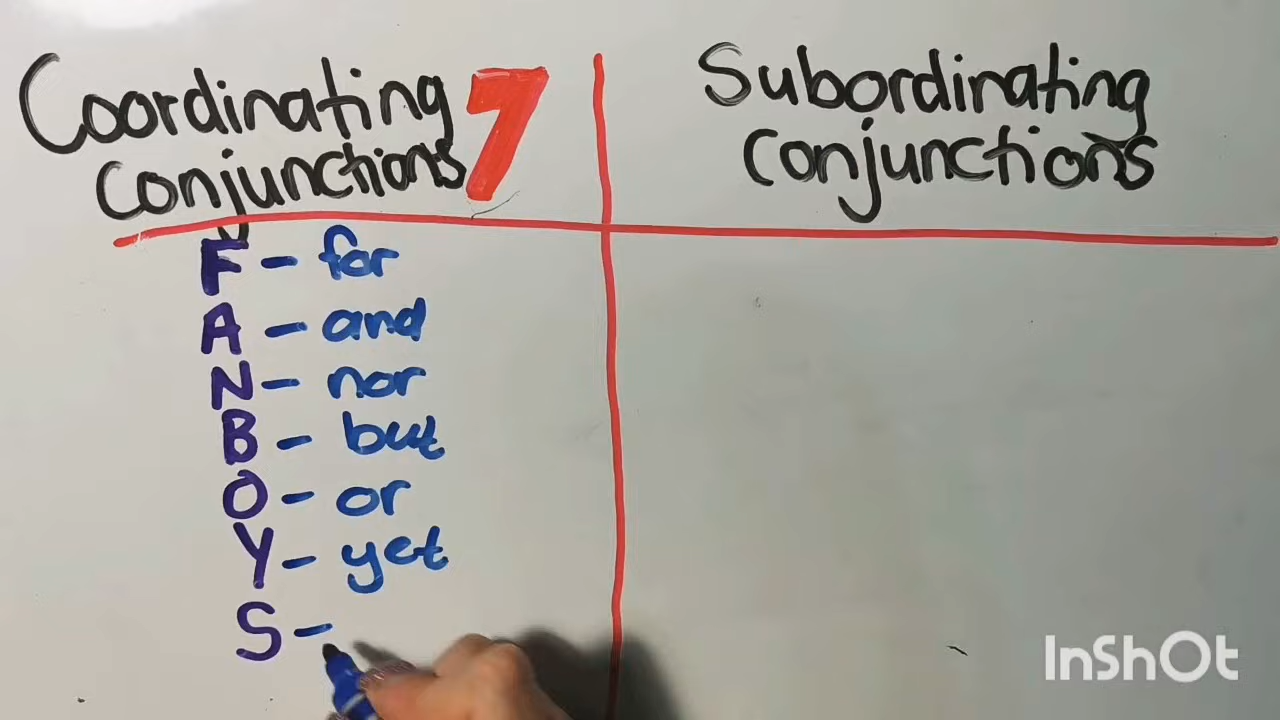 Coordinating 7
Conjunctions
Subordinating
Conjunctions
F - for
A - and
N - nor
B - but
O - or
Y - yet
S -
InShOt